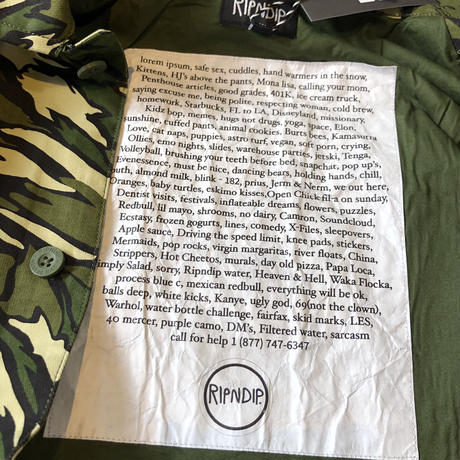 RIPNDIP
lorem ipsum, safe sex, cuddles, hand warmers in the snow,
Kittens, HJ's above the pants, Mona lisa, calling your mom,
Penthouse articles, good grades, 401K, ice cream truck,
saying excuse me, being polite, respecting woman, cold brew,
homework, Starbucks, FL to LA, Disneyland, missionary,
Kids bop, memes, hugs not drugs, yoga, space, Elon,
sunshine, cuffed pants, animal cookies. Burts bees, Kamasutra
Love, cat naps, puppies, astro turf, vegan, soft porn, crying,
Ollies, emo nights, slides, warehouse parties, jetski, Tenga,
Volleyball, brushing your teeth before bed, snapchat, pop up's,
Evenessence, must be nice, dancing bears, holding hands, chill,
outh, almond milk, blink - 182, prius, Jerm & Nerm, we out here,
Oranges, baby turtles, eskimo kisses,Open Chick-fil-a on sunday,
Dentist visits, festivals, inflateable dreams, flowers, puzzles,
Redbull, lil mayo, shrooms, no dairy, Camron, Soundcloud,
Ecstasy, frozen yogurts, lines, comedy, X-Files, sleepovers,
Apple sauce, Driving the speed limit, knee pads, stickers,
Mermaids, pop rocks, virgin margaritas, river floats, China,
Strippers, Hot Cheetos, murals, day old pizza, Papa Loca,
imply Salad, sorry, Ripndip water, Heaven & Hell, Waka Flocka,
process blue c, mexican redbull, everything will be ok,
balls deep, white kicks, Kanye, ugly god, 69(not the clown),
Warhol, water bottle challenge, fairfax, skid marks, LES,
40 mercer, purple camo, DM's, Filtered water, sarcasm
call for help 1 (877) 747-6347
RIPNDIP.